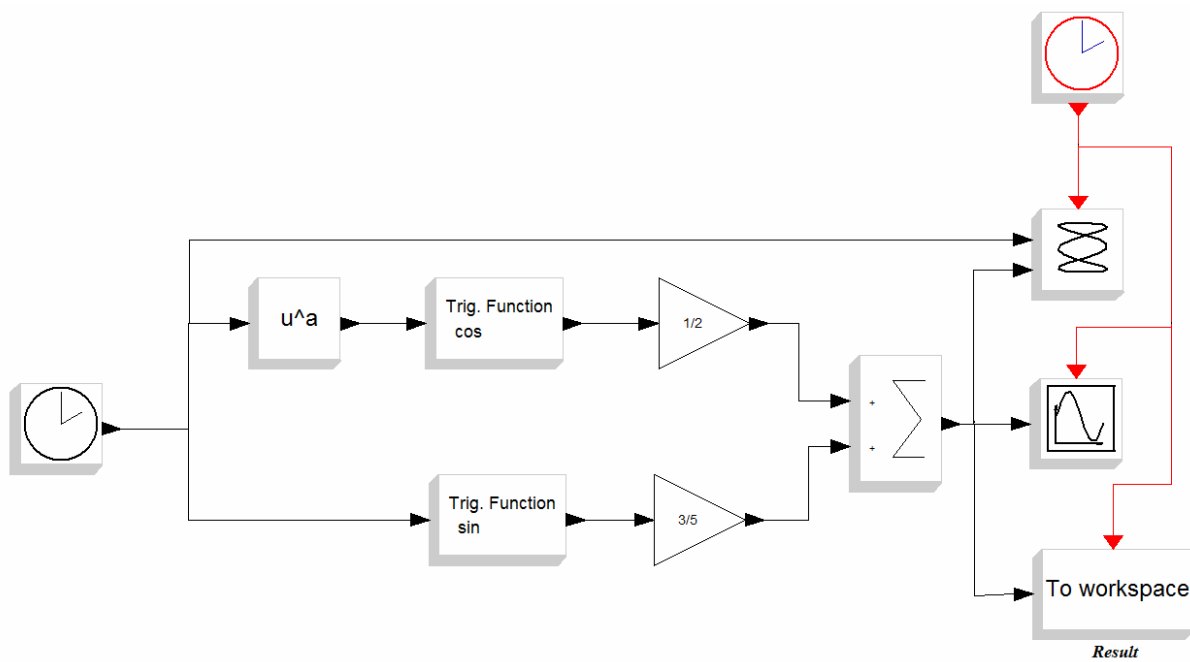 u^a
Trig. Function
cos
1/2
+
+
Trig. Function
sin
3/5
To workspace
Result